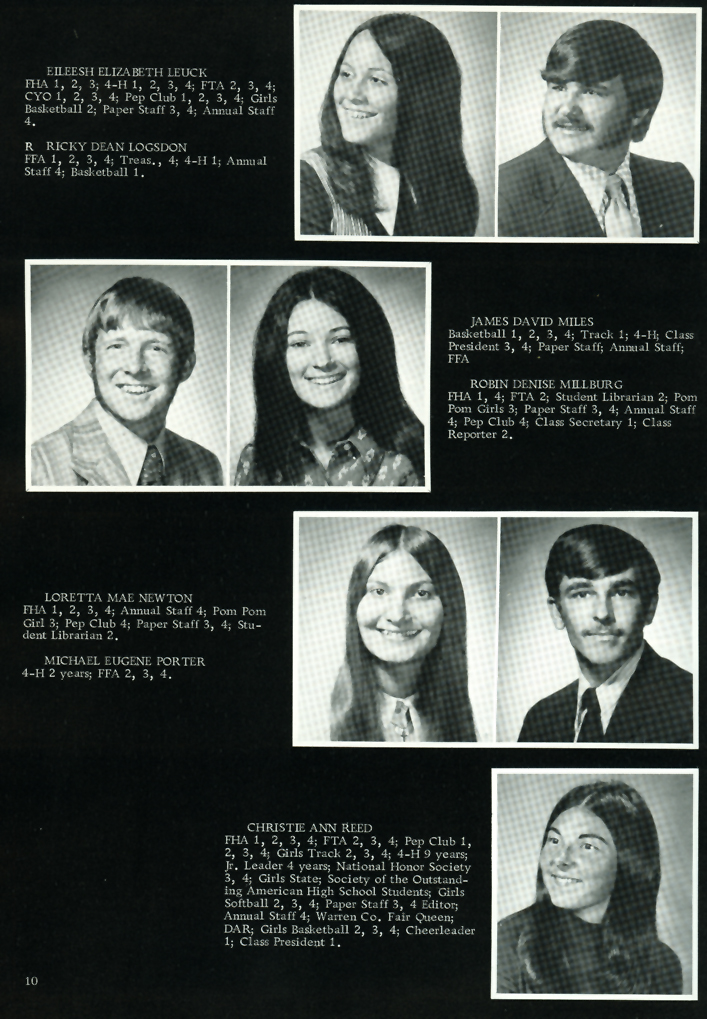 EILEESH ELIZABETH LEUCK
FHA 1, 2, 3; 4-H 1, 2, 3, 4; FTA 2, 3, 4;
CYO 1, 2, 3, 4; Pep Club 1, 2, 3, 4; Girls
Basketball 2; Paper Staff 3, 4; Annual Staff
4.
R RICKY DEAN LOGSDON
FFA 1, 2, 3, 4; Treas., 4; 4-H 1; Annual
Staff 4; Basketball 1.
JAMES DAVID MILES
Basketball 1, 2, 3, 4; Track 1; 4-H; Class
President 3, 4; Paper Staff; Annual Staff;
FFA
ROBIN DENISE MILLBURG
FHA 1, 4; FTA 2; Student Librarian 2; Pom
Pom Girls 3; Paper Staff 3, 4; Annual Staff
4; Pep Club 4; Class Secretary 1; Class
Reporter 2.
LORETTA MAE NEWTON
FHA 1, 2, 3, 4; Annual Staff 4; Pom Pom
Girl 3; Pep Club 4; Paper Staff 3, 4; Stu-
dent Librarian 2.
MICHAEL EUGENE PORTER
4-H 2 years; FFA 2, 3, 4.
CHRISTIE ANN REED
FHA 1, 2, 3, 4; FTA 2, 3, 4; Pep Club 1,
2, 3, 4; Girls Track 2, 3, 4; 4-H 9 years;
Jr. Leader 4 years; National Honor Society
3, 4; Girls State; Society of the Outstand-
ing American High School Students; Girls
Softball 2, 3, 4; Paper Staff 3, 4 Editor;
Annual Staff 4; Warren Co. Fair Queen;
DAR; Girls Basketball 2, 3, 4; Cheerleader
1; Class President 1.
10